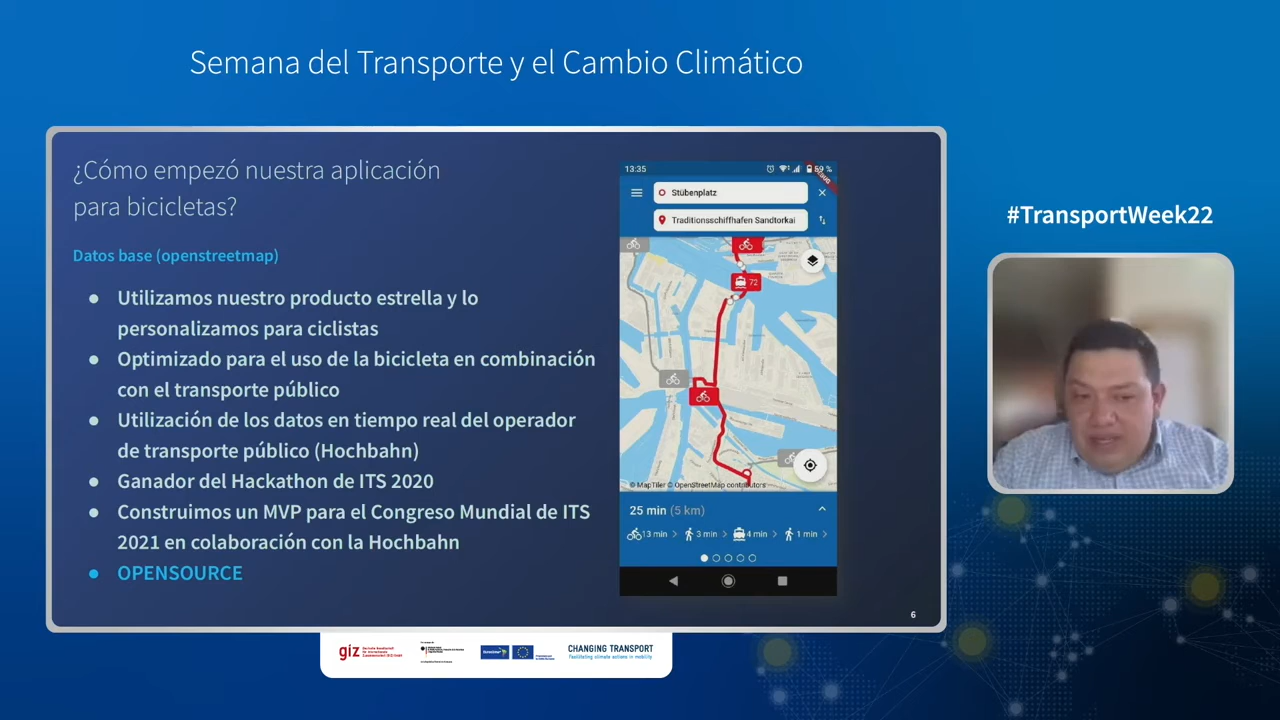 Semana del Transporte y el Cambio Climático
¿Cómo empezó nuestra aplicación
para bicicletas?
Datos base (openstreetmap)
● Utilizamos nuestro producto estrella y lo
personalizamos para ciclistas
● Optimizado para el uso de la bicicleta en combinación
con el transporte público
● Utilización de los datos en tiempo real del operador
de transporte público (Hochbahn)
● Ganador del Hackathon de ITS 2020
● Construimos un MVP para el Congreso Mundial de ITS
2021 en colaboración con la Hochbahn
● OPENSOURCE
13:35
59 %
Stübenplatz
Traditionsschiffhafen Sandtorkai
72
© MapTiler © OpenStreetMap contributors
25 min (5 km)
13 min > 3 min > 4 min > 1 min >
6
#TransportWeek22
giz
CHANGING TRANSPORT
Facilitating climate actions in mobility